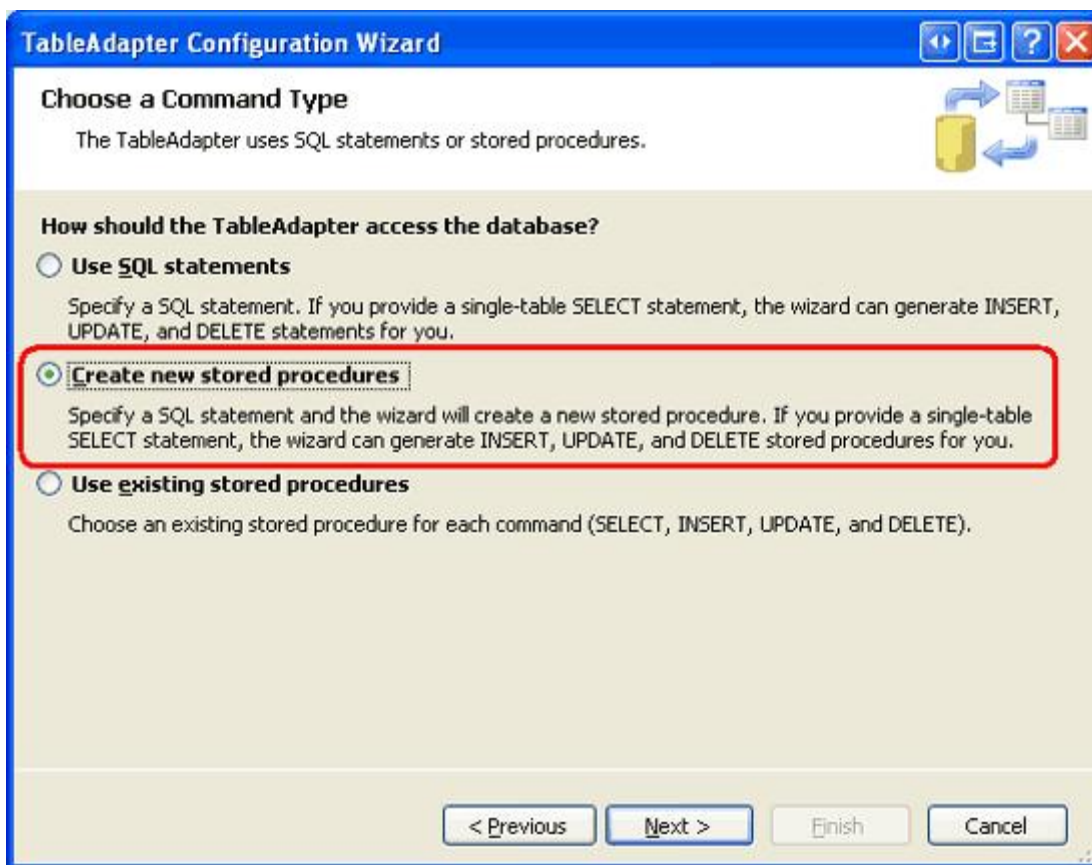 TableAdapter Configuration Wizard
Choose a Command Type
The TableAdapter uses SQL statements or stored procedures.
How should the TableAdapter access the database?
Use SQL statements
Specify a SQL statement. If you provide a single-table SELECT statement, the wizard can generate INSERT,
UPDATE, and DELETE statements for you.
Create new stored procedures
Specify a SQL statement and the wizard will create a new stored procedure. If you provide a single-table
SELECT statement, the wizard can generate INSERT, UPDATE, and DELETE stored procedures for you.
Use existing stored procedures
Choose an existing stored procedure for each command (SELECT, INSERT, UPDATE, and DELETE).
< Previous Next > Finish Cancel